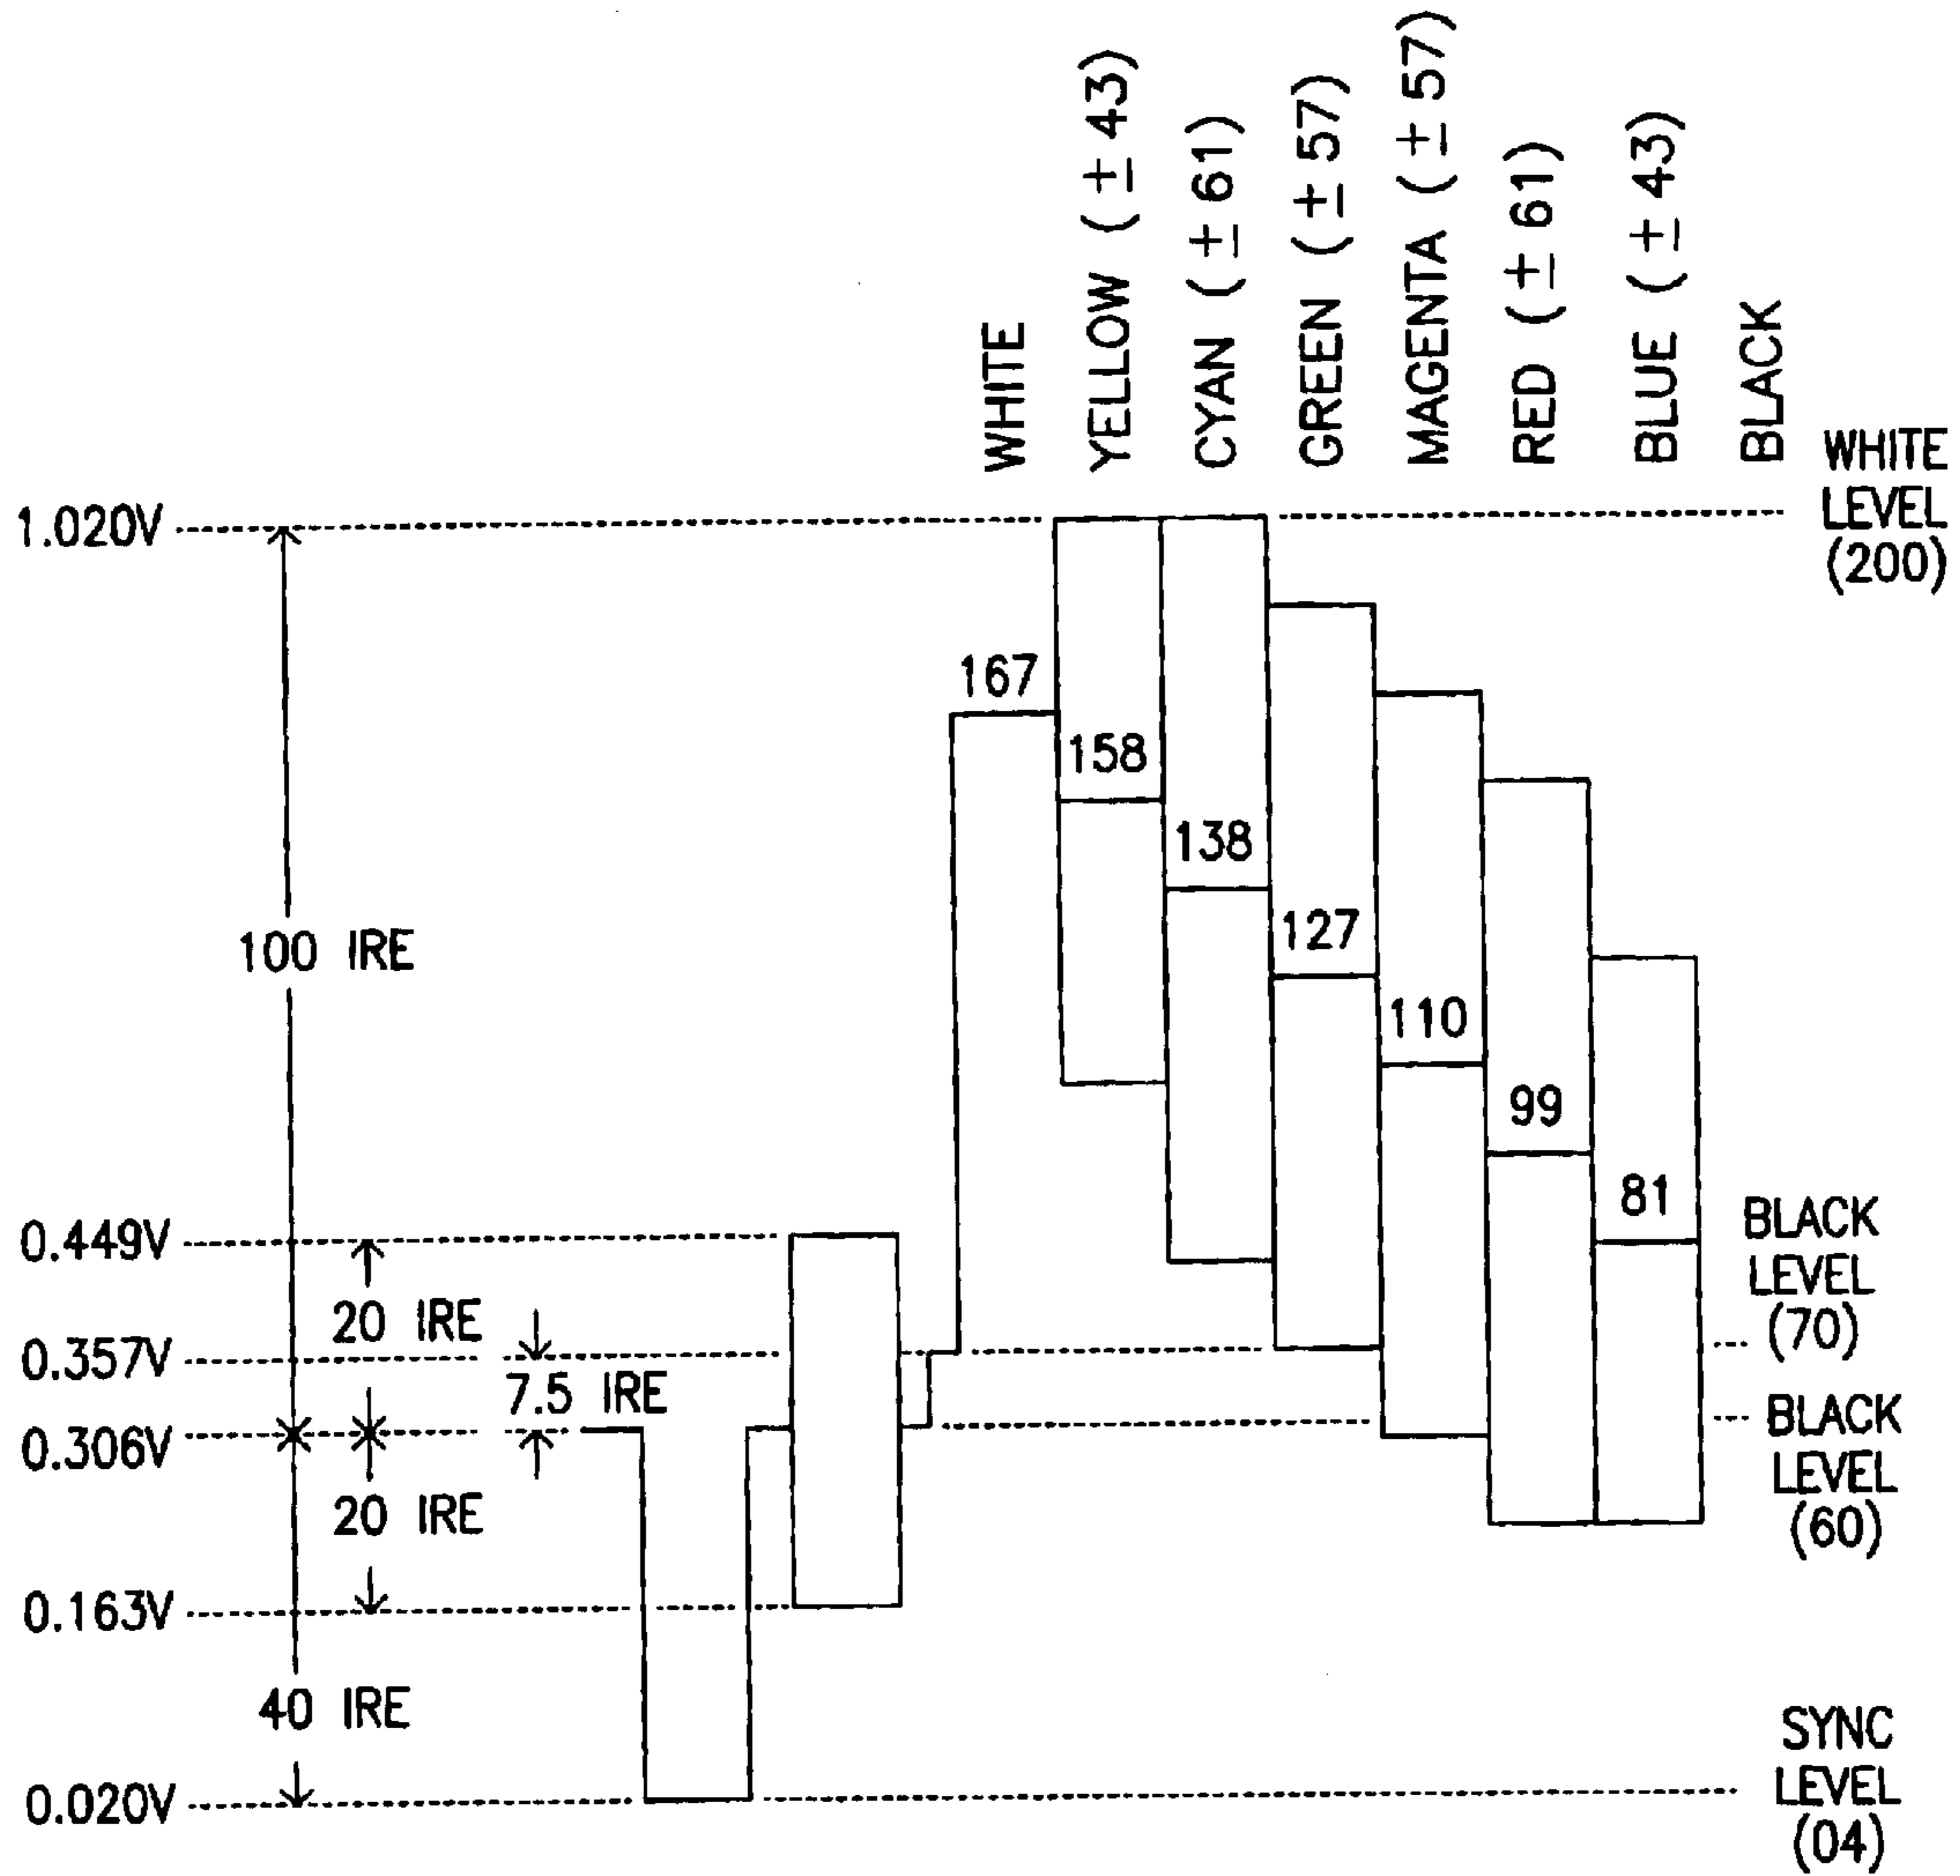 WHITE
YELLOW (± 43)
CYAN (± 61)
GREEN (± 57)
MAGENTA (± 57)
RED (± 61)
BLUE (± 43)
BLACK
WHITE
LEVEL
(200)
1.020V
167
158
138
100 IRE
127
110
99
81
BLACK
LEVEL
(70)
0.449V
20 IRE
0.357V
7.5 IRE
BLACK
LEVEL
(60)
0.306V
20 IRE
0.163V
40 IRE
SYNC
LEVEL
(04)
0.020V